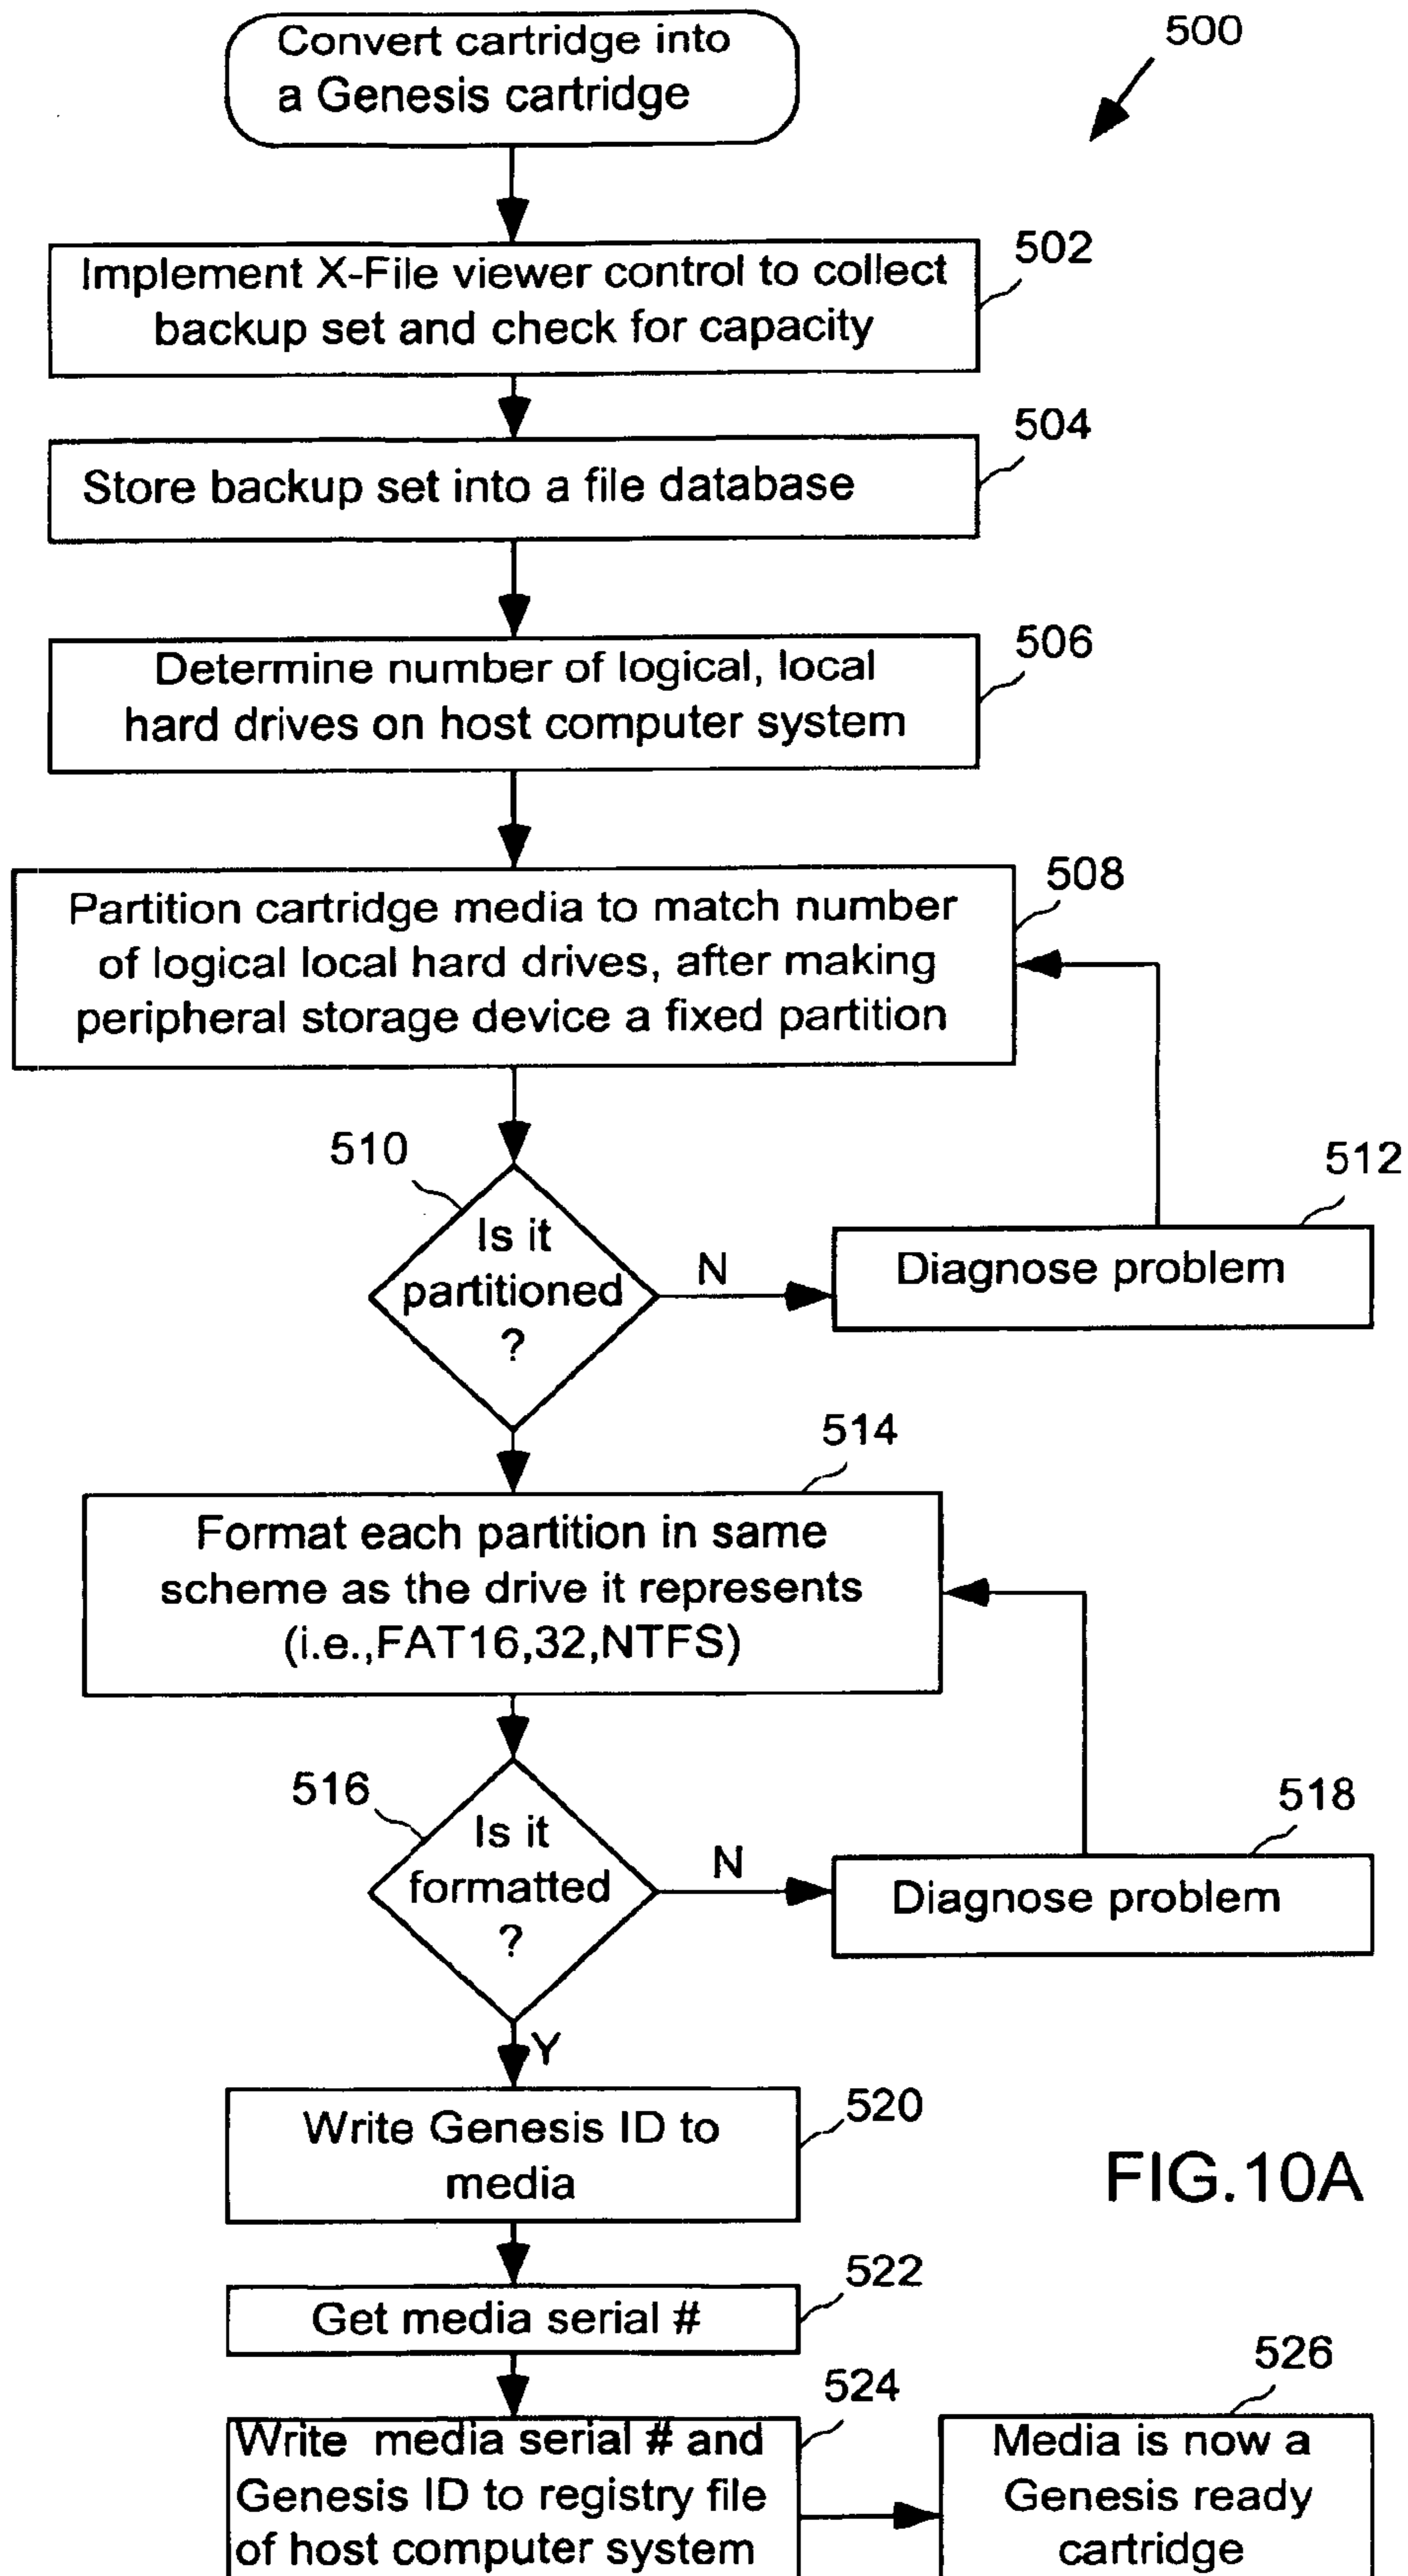 Convert cartridge into
a Genesis cartridge
500
Implement X-File viewer control to collect
backup set and check for capacity
502
Store backup set into a file database
504
Determine number of logical, local
hard drives on host computer system
506
Partition cartridge media to match number
of logical local hard drives, after making
peripheral storage device a fixed partition
508
510
Is it
partitioned
?
N
512
Diagnose problem
514
Format each partition in same
scheme as the drive it represents
(i.e.,FAT16,32,NTFS)
516
Is it
formatted
?
N
518
Diagnose problem
Y
Write Genesis ID to
media
520
FIG.10A
Get media serial #
522
Write media serial # and
Genesis ID to registry file
of host computer system
524
526
Media is now a
Genesis ready
cartridge